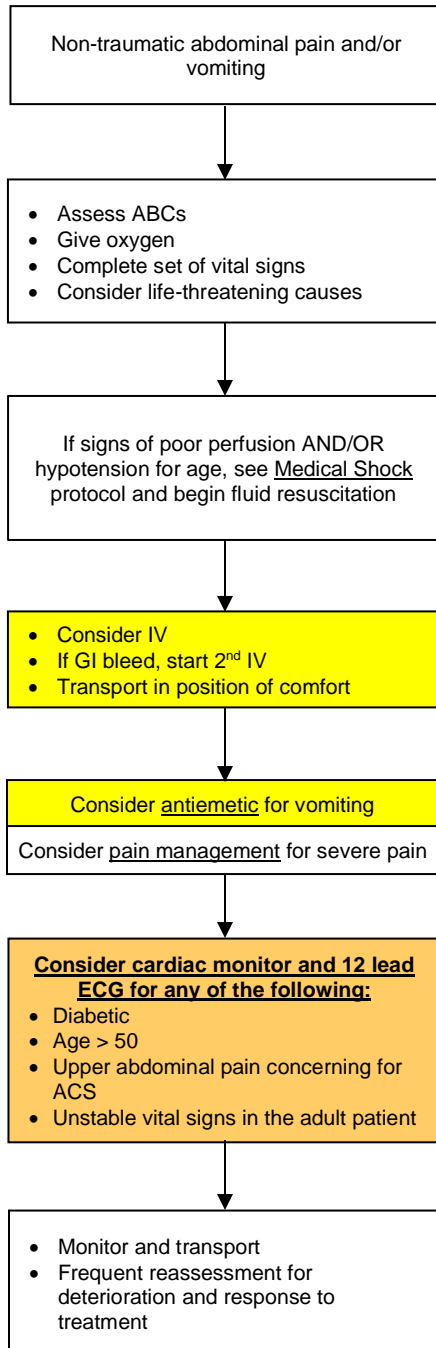 Non-traumatic abdominal pain and/or
vomiting
• Assess ABCs
• Give oxygen
• Complete set of vital signs
• Consider life-threatening causes
If signs of poor perfusion AND/OR
hypotension for age, see Medical Shock
protocol and begin fluid resuscitation
• Consider IV
• If GI bleed, start 2nd IV
• Transport in position of comfort
Consider antiemetic for vomiting
Consider pain management for severe pain
Consider cardiac monitor and 12 lead
ECG for any of the following:
• Diabetic
• Age > 50
• Upper abdominal pain concerning for
ACS
• Unstable vital signs in the adult patient
• Monitor and transport
• Frequent reassessment for
deterioration and response to
treatment